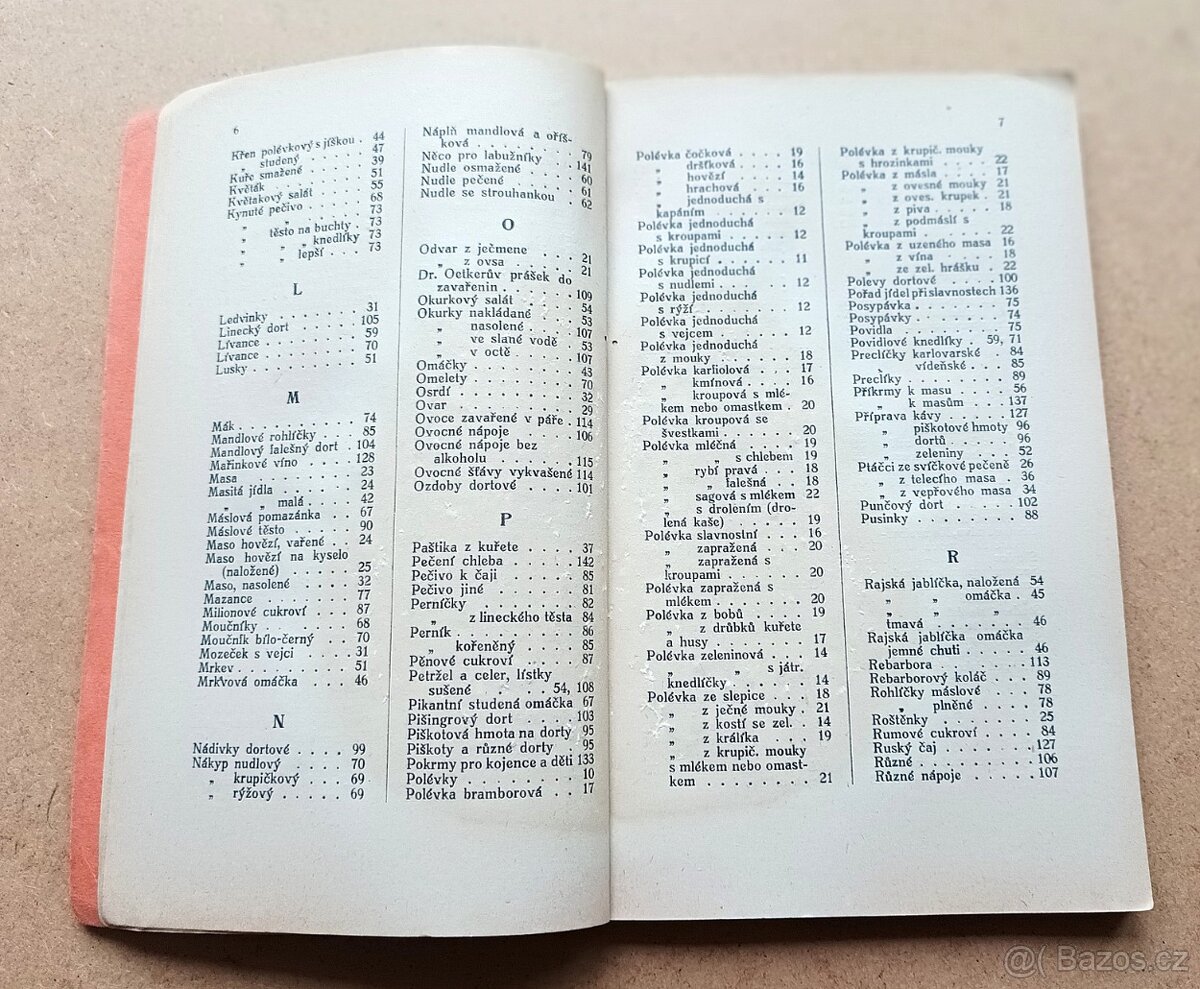 6
Křen polévkový s jíškou . 44
„ studený . . . . . 47
Kuře smažené . . . . 39
Květák . . . . . . . 51
Květakový salát . . . 55
Kynuté pečivo . . . . 68
„ „ . . . . . 73
„ těsto na buchty . 73
„ „ „ knedlíky 73
„ „ lepší . . . 73
L
Ledvinky . . . . . . 31
Linecký dort . . . . 105
Lívance . . . . . . . 59
Lívance . . . . . . . 70
Lusky . . . . . . . . 51
M
Mák . . . . . . . . . 74
Mandlové rohlíčky . . . 85
Mandlový falešný dort . 104
Mařinkové víno . . . . 128
Masa . . . . . . . . 23
Masitá jídla . . . . . 24
„ „ malá . . . 42
Máslová pomazánka . . 67
Máslové těsto . . . . 90
Maso hovězí, vařené . . 24
Maso hovězí na kyselo
(naložené) . . . . . 25
Maso, nasolené . . . . 32
Mazance . . . . . . . 77
Milionové cukroví . . . 87
Moučníky . . . . . . 68
Moučník bílo-černý . . . 70
Mozeček s vejci . . . . 31
Mrkev . . . . . . . . 51
Mrkvová omáčka . . . 46
N
Nádivky dortové . . . . 99
Nákyp nudlový . . . . 70
„ krupičkový . . . 69
„ rýžový . . . . . 69
Náplň mandlová a oříš-
ková . . . . . . . 79
Něco pro labužníky . . 141
Nudle osmažené . . . . 60
Nudle pečené . . . . . 61
Nudle se strouhankou . . 62
O
Odvar z ječmene . . . 21
„ z ovsa . . . . . 21
Dr. Oetkerův prášek do
zavařenin . . . . . 109
Okurkový salát . . . . 54
Okurky nakládané . . . 53
„ nasolené . . . . 107
„ ve slané vodě . . 53
„ v octě . . . . . 107
Omáčky . . . . . . . 43
Omelety . . . . . . . 70
Osrdí . . . . . . . . 32
Ovar . . . . . . . . 29
Ovoce zavařené v páře . 114
Ovocné nápoje . . . . 106
Ovocné nápoje bez
alkoholu . . . . . . 115
Ovocné šťávy vykvašené 114
Ozdoby dortové . . . . 101
P
Paštika z kuřete . . . . 37
Pečení chleba . . . . . 142
Pečivo k čaji . . . . . 85
Pečivo jiné . . . . . . 81
Perníčky . . . . . . . 82
„ z lineckého těsta 84
Perník . . . . . . . . 86
„ kořeněný . . . . 85
Pěnové cukroví . . . . 87
Petržel a celer, lístky
sušené . . . . 54, 108
Pikantní studená omáčka 67
Pišingrový dort . . . . 103
Piškotová hmota na dorty 95
Piškoty a různé dorty . 95
Pokrmy pro kojence a děti 133
Polévky . . . . . . . 10
Polévka bramborová . . 17
7
Polévka čočková . . . . 19
„ dršťková . . . . 16
„ hovězí . . . . . 14
„ hrachová . . . . 16
„ jednoduchá s
kapáním . . . . . . 12
Polévka jednoduchá
s kroupami . . . . . 12
Polévka jednoduchá
s krupicí . . . . . . 11
Polévka jednoduchá
s nudlemi . . . . . 12
Polévka jednoduchá
s rýží . . . . . . . 12
Polévka jednoduchá
s vejcem . . . . . . 12
Polévka jednoduchá
z mouky . . . . . . 18
Polévka karliolová . . . 17
„ kmínová . . . . 16
„ kroupová s mlé-
kem nebo omastkem . 20
Polévka kroupová se
švestkami . . . . . 20
Polévka mléčná . . . . 19
„ „ s chlebem 19
„ rybí pravá . . . 18
„ „ falešná . . 18
„ sagová s mlékem 22
„ s drolením (dro-
lená kaše) . . . . . 19
Polévka slavnostní . . . 16
„ zapražená . . . 20
„ zapražená s
kroupami . . . . . 20
Polévka zapražená s
mlékem . . . . . . 20
Polévka z bobů . . . . 19
„ z drůbků kuřete
a husy . . . . . . 17
Polévka zeleninová . . . 14
„ „ s játr.
knedlíčky . . . . . 14
Polévka ze slepice . . . 18
„ z ječné mouky . 21
„ z kostí se zel. . 14
„ z králíka . . . 19
„ z krupič. mouky
s mlékem nebo omast-
kem . . . . . . . 21
Polévka z krupič. mouky
s hrozinkami . . . . 22
Polévka z másla . . . . 17
„ z ovesné mouky 21
„ z oves. krupek . 21
„ z piva . . . . . 18
„ z podmáslí s
kroupami . . . . . 22
Polévka z uzeného masa 16
„ z vína . . . . . 18
„ ze zel. hrášku . 22
Polevy dortové . . . . 100
Pořad jídel při slavnostech 136
Posypávka . . . . . . 75
Posypávky . . . . . . 74
Povidla . . . . . . . 75
Povidlové knedlíky . 59, 71
Preclíčky karlovarské . . 84
„ vídeňské . . . 85
Preclíky . . . . . . . 89
Příkrmy k masu . . . . 56
„ k masům . . . . 137
Příprava kávy . . . . . 127
„ piškotové hmoty 96
„ dortů . . . . . 96
„ zeleniny . . . . 52
Ptáčci ze svíčkové pečeně 26
„ z telecího masa . 36
„ z vepřového masa 34
Punčový dort . . . . . 102
Pusinky . . . . . . . 88
R
Rajská jablíčka, naložená 54
„ „ omáčka . 45
„ „ „
tmavá . . . . . . . 46
Rajská jablíčka omáčka
jemné chuti . . . . . 46
Rebarbora . . . . . . 113
Rebarborový koláč . . . 89
Rohlíčky máslové . . . 78
„ plněné . . . . 78
Roštěnky . . . . . . . 25
Rumové cukroví . . . . 84
Ruský čaj . . . . . . 127
Různé . . . . . . . . 106
Různé nápoje . . . . . 107
@( Bazos.cz